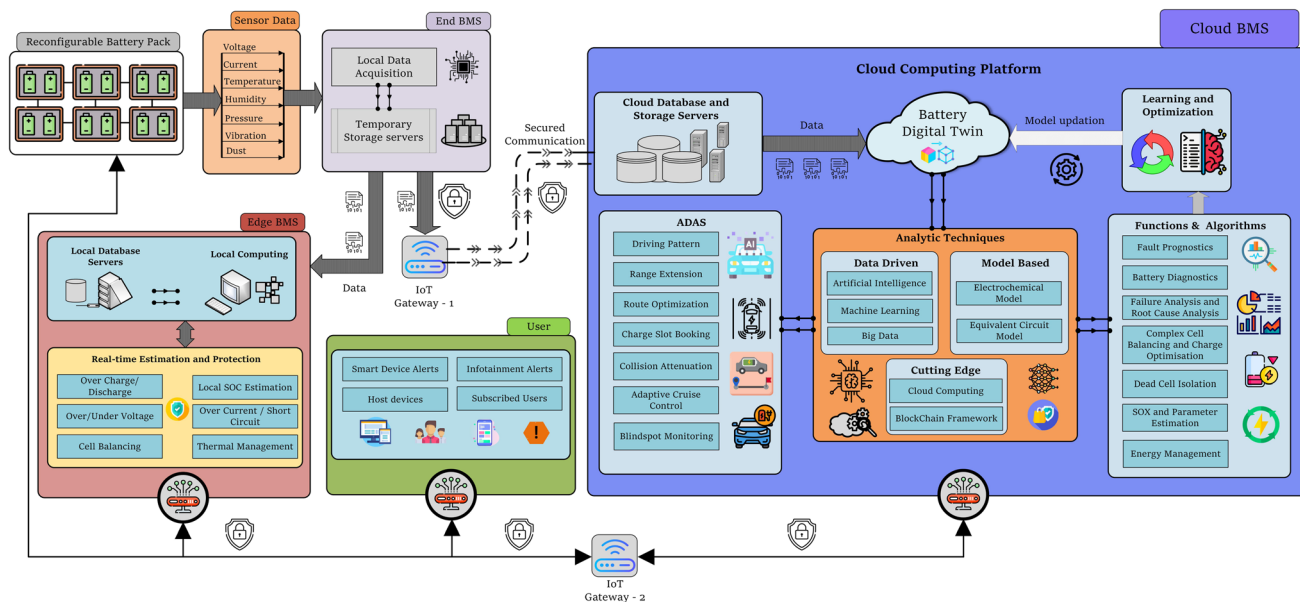 Reconfigurable Battery Pack
Sensor Data
Voltage
Current
Temperature
Humidity
Pressure
Vibration
Dust
End BMS
Local Data
Acquisition
Temporary
Storage servers
Secured
Communication
Data
IoT
Gateway - 1
Edge BMS
Local Database
Servers
Local Computing
Real-time Estimation and Protection
Over Charge/
Discharge
Local SOC Estimation
Over/Under Voltage
Over Current / Short
Circuit
Cell Balancing
Thermal Management
User
Smart Device Alerts
Infotainment Alerts
Host devices
Subscribed Users
Cloud BMS
Cloud Computing Platform
Cloud Database and
Storage Servers
Data
Battery
Digital Twin
Model updation
Learning and
Optimization
ADAS
Driving Pattern
Range Extension
Route Optimization
Charge Slot Booking
Collision Attenuation
Adaptive Cruise
Control
Blindspot Monitoring
AI
Analytic Techniques
Data Driven
Artificial Intelligence
Machine Learning
Big Data
Model Based
Electrochemical
Model
Equivalent Circuit
Model
Cutting Edge
Cloud Computing
BlockChain Framework
Functions & Algorithms
Fault Prognostics
Battery Diagnostics
Failure Analysis and
Root Cause Analysis
Complex Cell
Balancing and Charge
Optimisation
Dead Cell Isolation
SOX and Parameter
Estimation
Energy Management
IoT
Gateway - 2